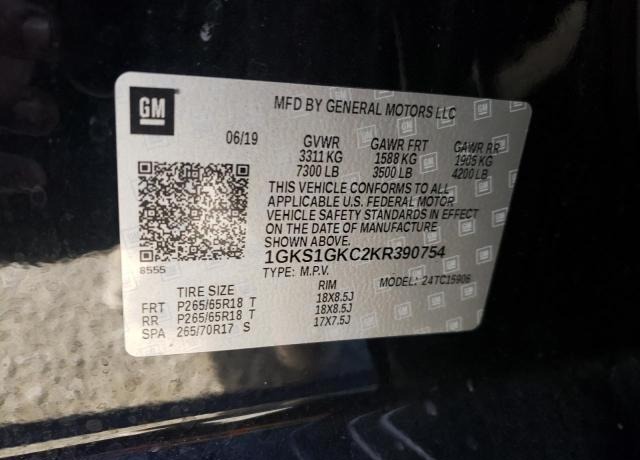 GM
MFD BY GENERAL MOTORS LLC
06/19 GVWR GAWR FRT GAWR RR
3311 KG 1588 KG 1905 KG
7300 LB 3500 LB 4200 LB
THIS VEHICLE CONFORMS TO ALL
APPLICABLE U.S. FEDERAL MOTOR
VEHICLE SAFETY STANDARDS IN EFFECT
ON THE DATE OF MANUFACTURE
SHOWN ABOVE.
8555
1GKS1GKC2KR390754
TYPE: M.P.V. MODEL: 24TC15906
TIRE SIZE RIM
FRT P265/65R18 T 18X8.5J
RR P265/65R18 T 18X8.5J
SPA 265/70R17 S 17X7.5J